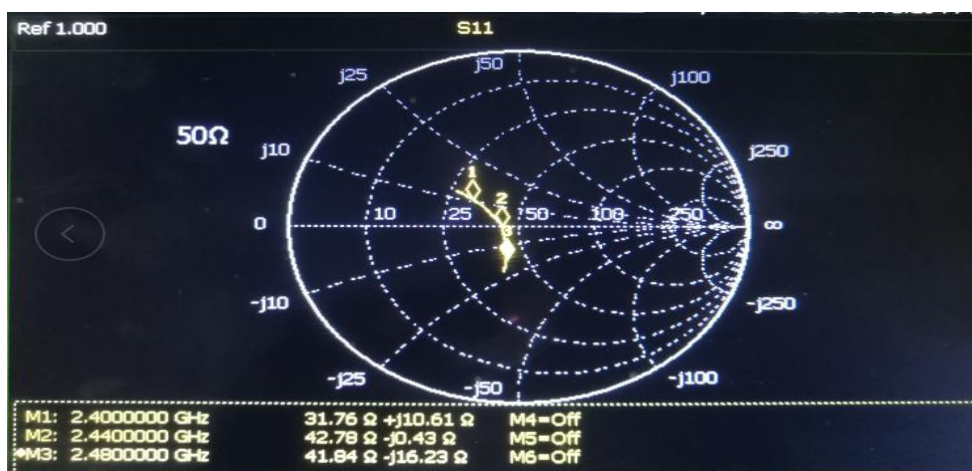 Ref 1.000
S11
j50
j25
j100
50Ω
j10
j250
1
2
0
10
25
50
100
250
∞
3
-j10
-j250
-j25
-j50
-j100
M1: 2.4000000 GHz 31.76 Ω +j10.61 Ω M4=Off
M2: 2.4400000 GHz 42.78 Ω -j0.43 Ω M5=Off
M3: 2.4800000 GHz 41.84 Ω -j16.23 Ω M6=Off